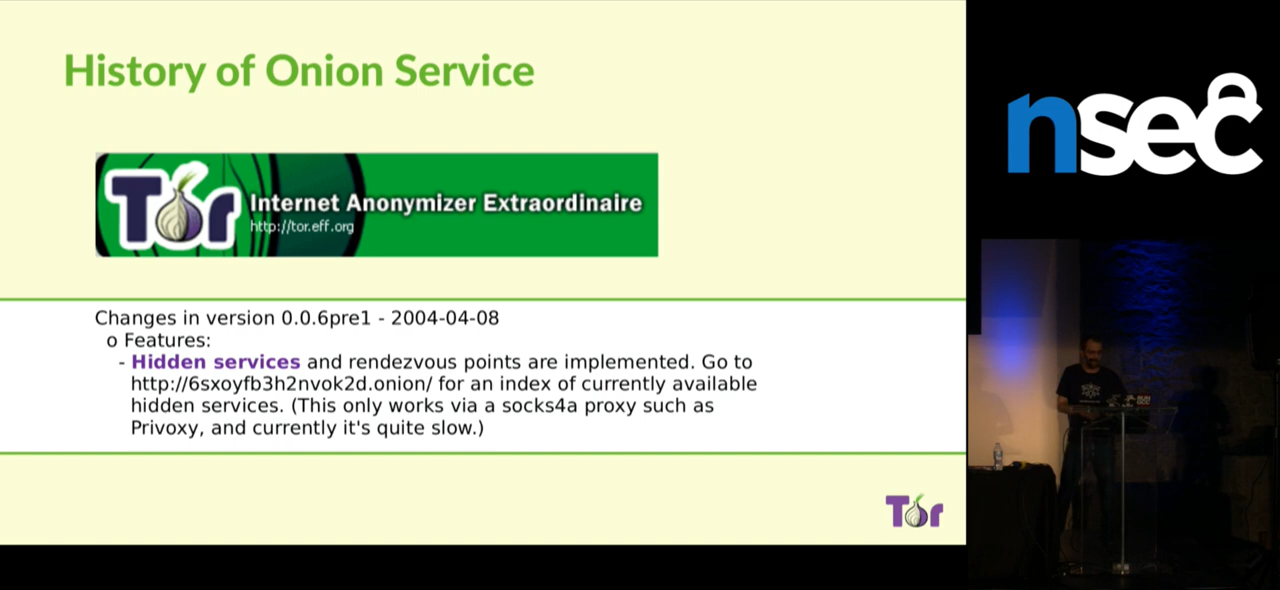 History of Onion Service
Tor
Internet Anonymizer Extraordinaire
http://tor.eff.org
Changes in version 0.0.6pre1 - 2004-04-08
o Features:
- Hidden services and rendezvous points are implemented. Go to
http://6sxoyfb3h2nvok2d.onion/ for an index of currently available
hidden services. (This only works via a socks4a proxy such as
Privoxy, and currently it's quite slow.)
Tor
nsec